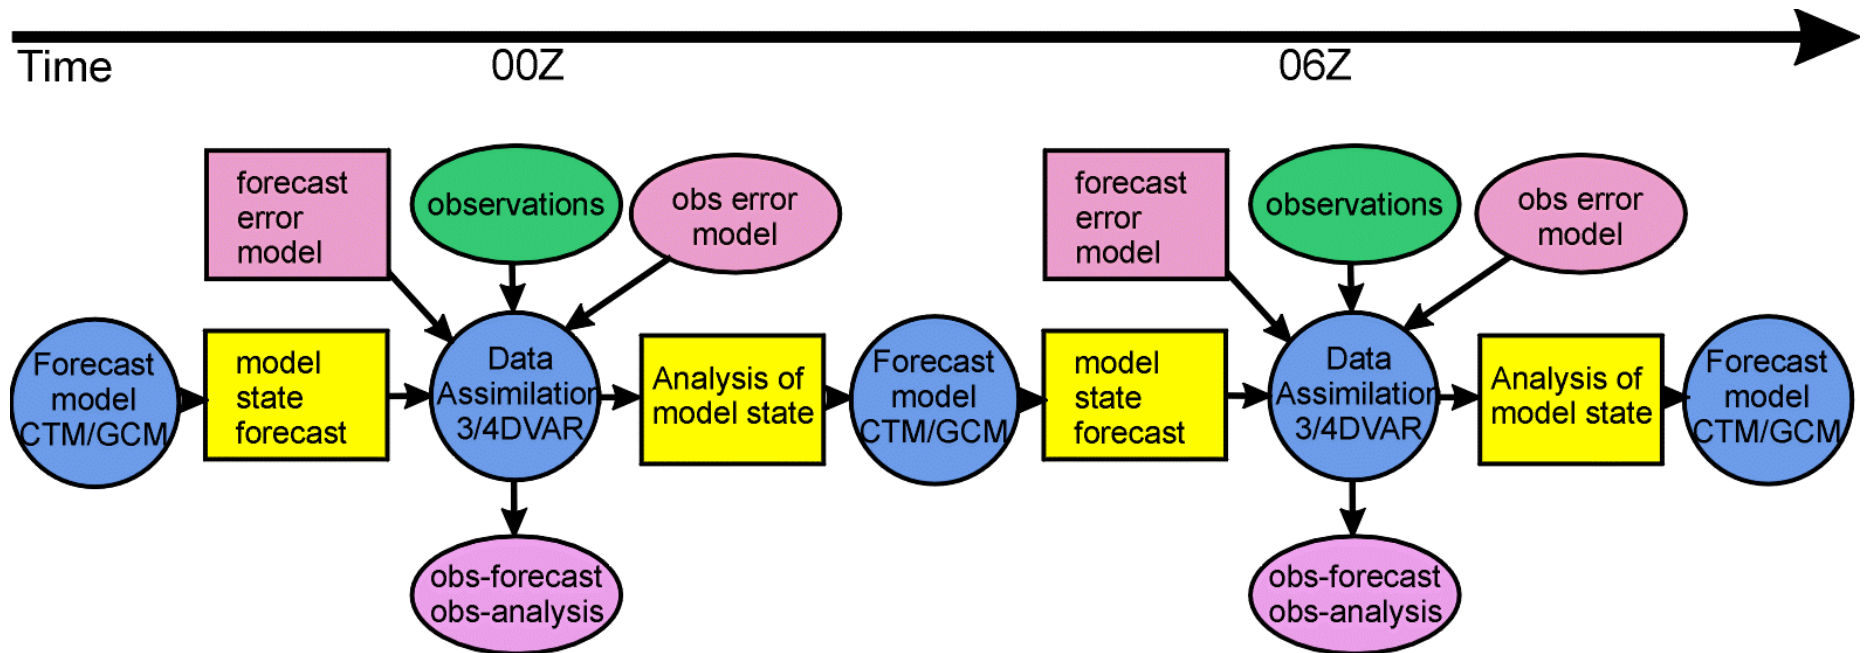 Time
00Z
06Z
forecast
error
model
observations
obs error
model
forecast
error
model
observations
obs error
model
Forecast
model
CTM/GCM
model
state
forecast
Data
Assimilation
3/4DVAR
Analysis of
model state
Forecast
model
CTM/GCM
model
state
forecast
Data
Assimilation
3/4DVAR
Analysis of
model state
Forecast
model
CTM/GCM
obs-forecast
obs-analysis
obs-forecast
obs-analysis